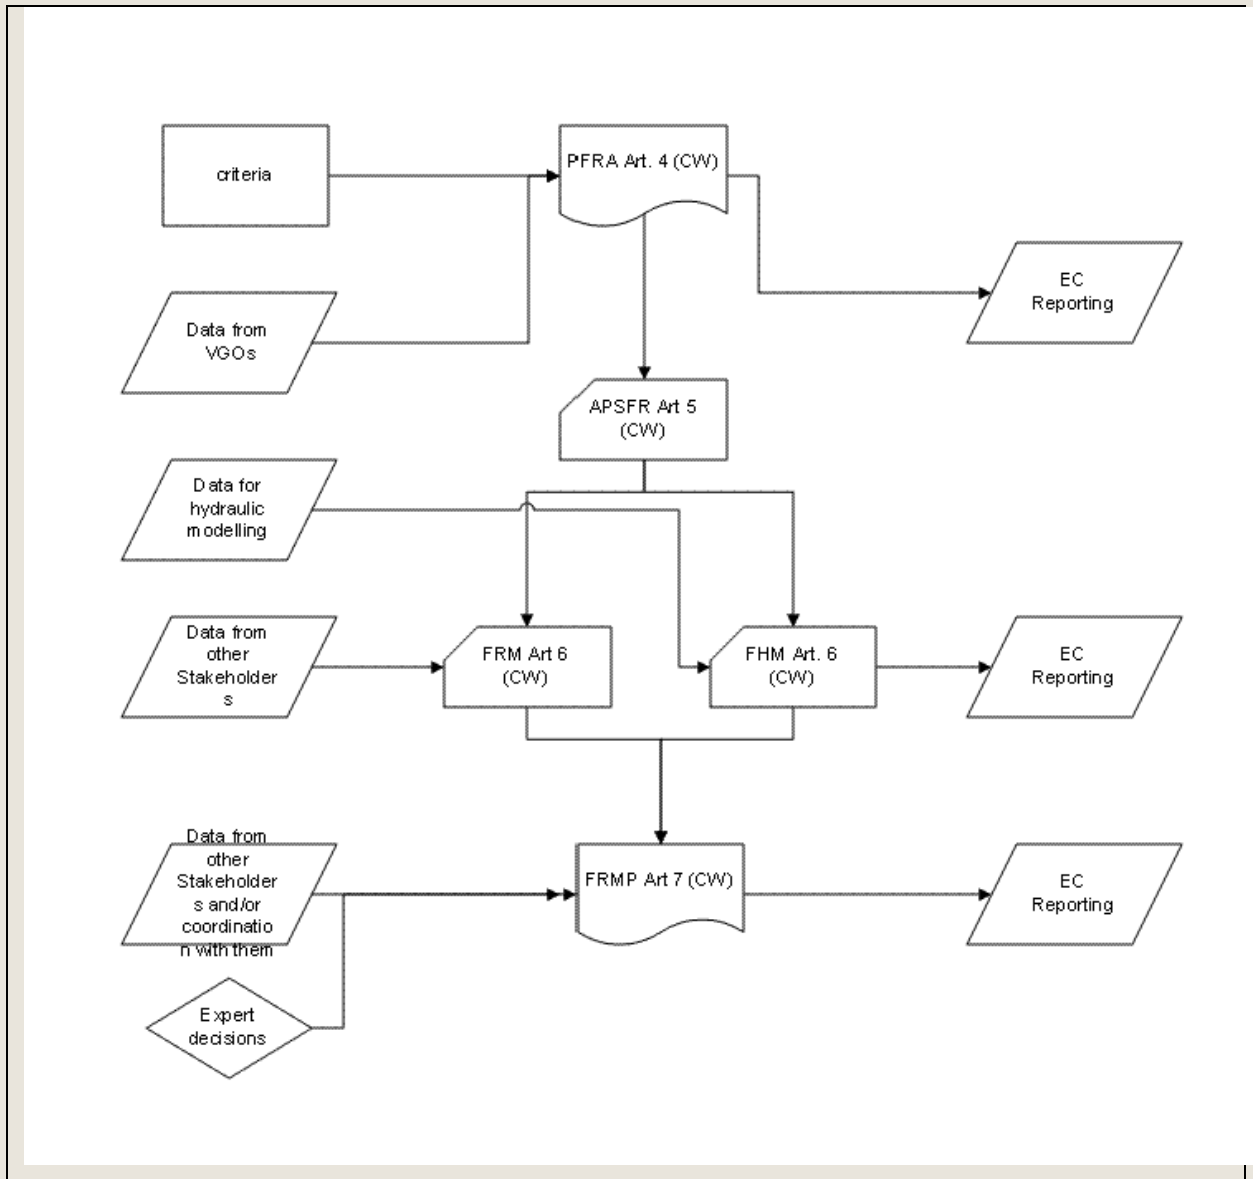 criteria
PFRA Art. 4 (CW)
EC
Reporting
Data from
VGOs
APSFR Art 5
(CW)
Data for
hydraulic
modelling
Data from
other
Stakeholder
s
FRM Art 6
(CW)
FHM Art. 6
(CW)
EC
Reporting
Data from
other
Stakeholder
s and/or
coordinatio
n with them
FRMP Art 7 (CW)
EC
Reporting
Expert
decisions